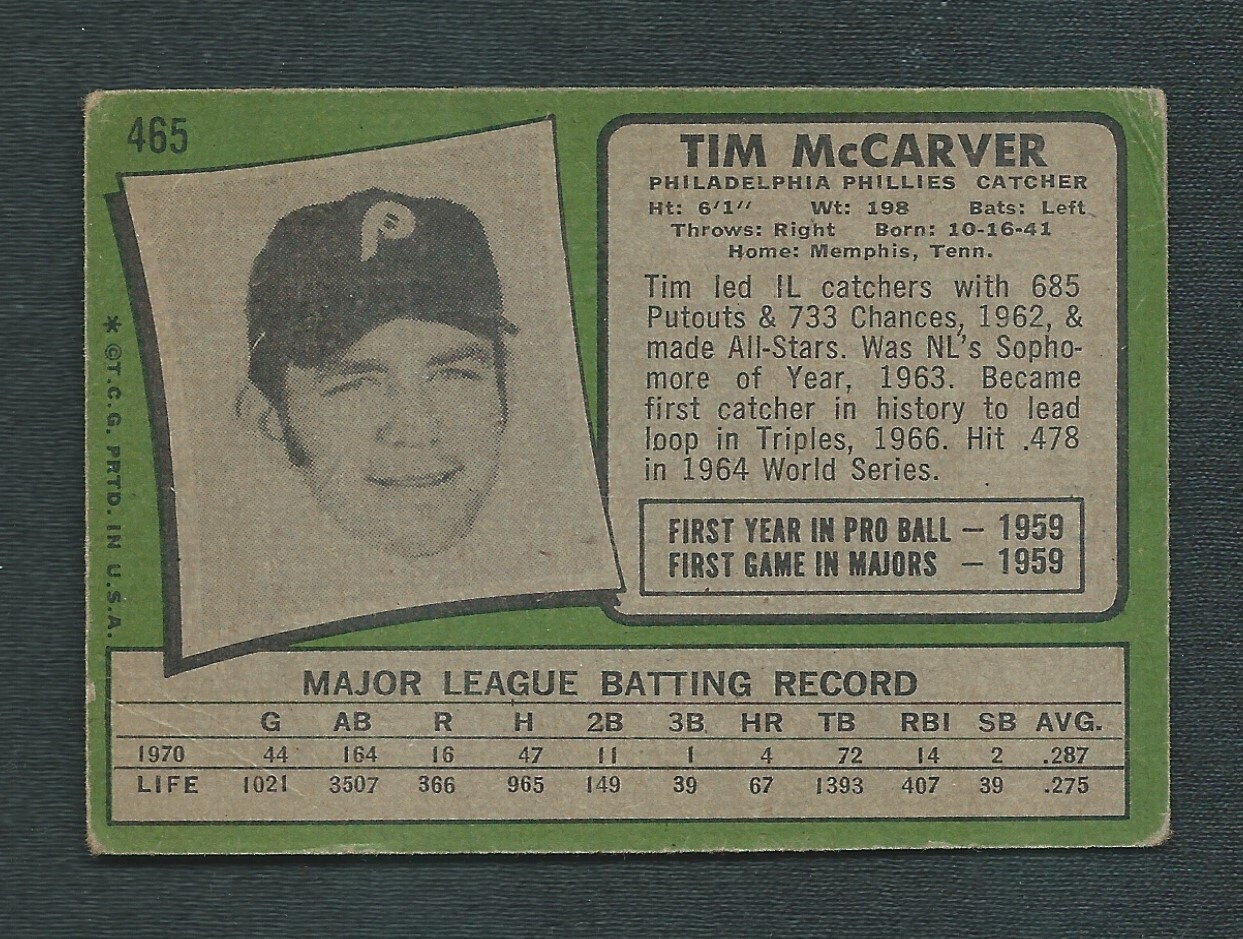 465
TIM McCARVER
PHILADELPHIA PHILLIES CATCHER
Ht: 6'1" Wt: 198 Bats: Left
Throws: Right Born: 10-16-41
Home: Memphis, Tenn.
Tim led IL catchers with 685
Putouts & 733 Chances, 1962, &
made All-Stars. Was NL's Sopho-
more of Year, 1963. Became
first catcher in history to lead
loop in Triples, 1966. Hit .478
in 1964 World Series.
FIRST YEAR IN PRO BALL — 1959
FIRST GAME IN MAJORS — 1959
P
* ©T.C.G. PRTD. IN U.S.A.
MAJOR LEAGUE BATTING RECORD
G AB R H 2B 3B HR TB RBI SB AVG.
1970 44 164 16 47 11 1 4 72 14 2 .287
LIFE 1021 3507 366 965 149 39 67 1393 407 39 .275